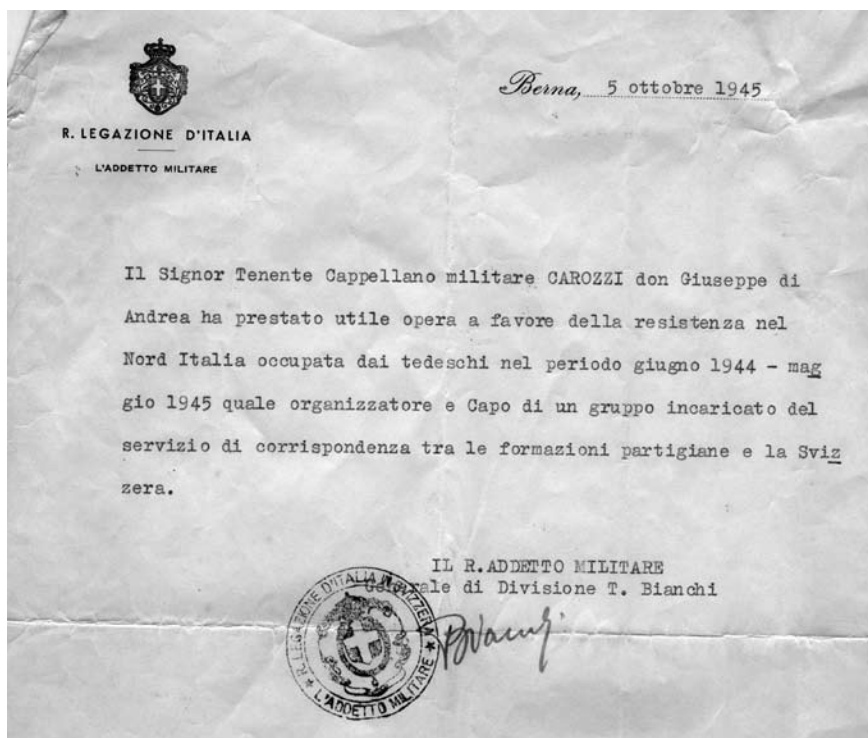 R. LEGAZIONE D'ITALIA
L'ADDETTO MILITARE
Berna, 5 ottobre 1945
Il Signor Tenente Cappellano militare CAROZZI don Giuseppe di
Andrea ha prestato utile opera a favore della resistenza nel
Nord Italia occupata dai tedeschi nel periodo giugno 1944 - mag
gio 1945 quale organizzatore e Capo di un gruppo incaricato del
servizio di corrispondenza tra le formazioni partigiane e la Sviz
zera.
IL R.ADDETTO MILITARE
Generale di Divisione T. Bianchi
R. LEGAZIONE D'ITALIA IN SVIZZERA
L'ADDETTO MILITARE
Bianchi